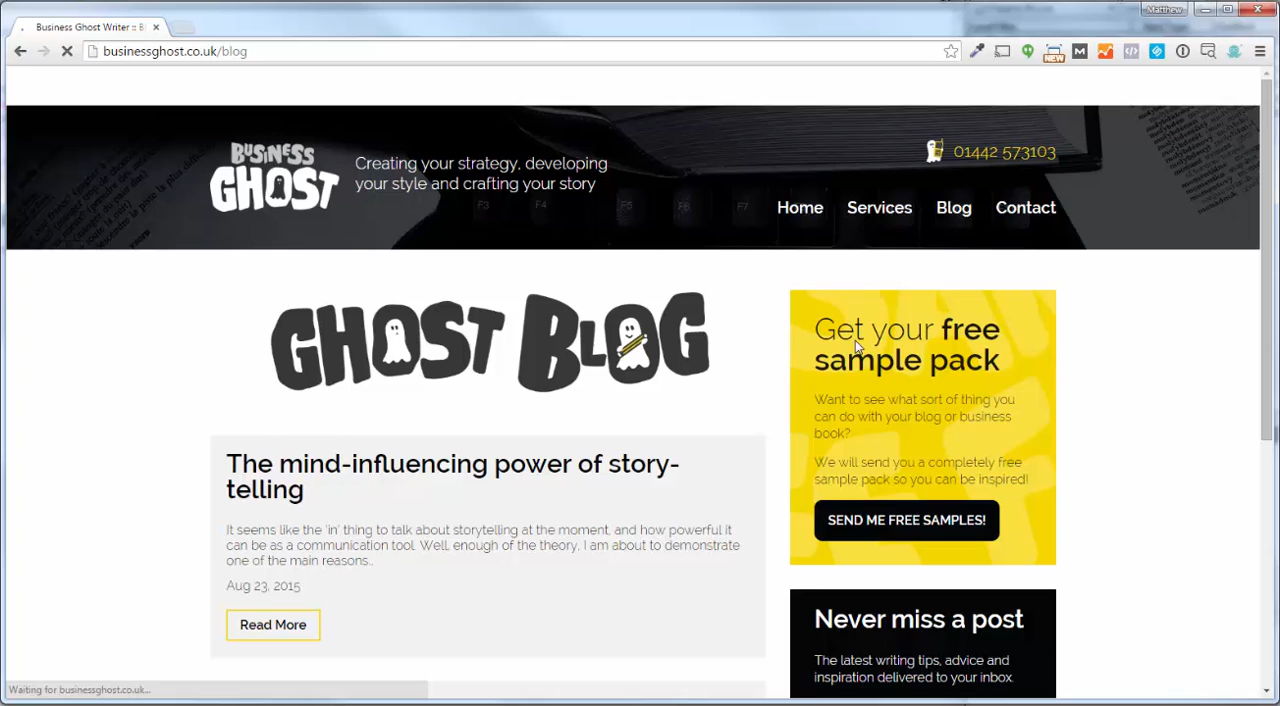 Matthew
Business Ghost Writer :: B
businessghost.co.uk/blog
NEW
BUSINESS
GHOST
Creating your strategy, developing
your style and crafting your story
01442 573103
F3 F4 F5 F6 F7
Home Services Blog Contact
GHOST BLOG
The mind-influencing power of story-
telling
It seems like the 'in' thing to talk about storytelling at the moment, and how powerful it
can be as a communication tool. Well, enough of the theory, I am about to demonstrate
one of the main reasons..
Aug 23, 2015
Read More
Get your free
sample pack
Want to see what sort of thing you
can do with your blog or business
book?
We will send you a completely free
sample pack so you can be inspired!
SEND ME FREE SAMPLES!
Never miss a post
The latest writing tips, advice and
inspiration delivered to your inbox.
Waiting for businessghost.co.uk...